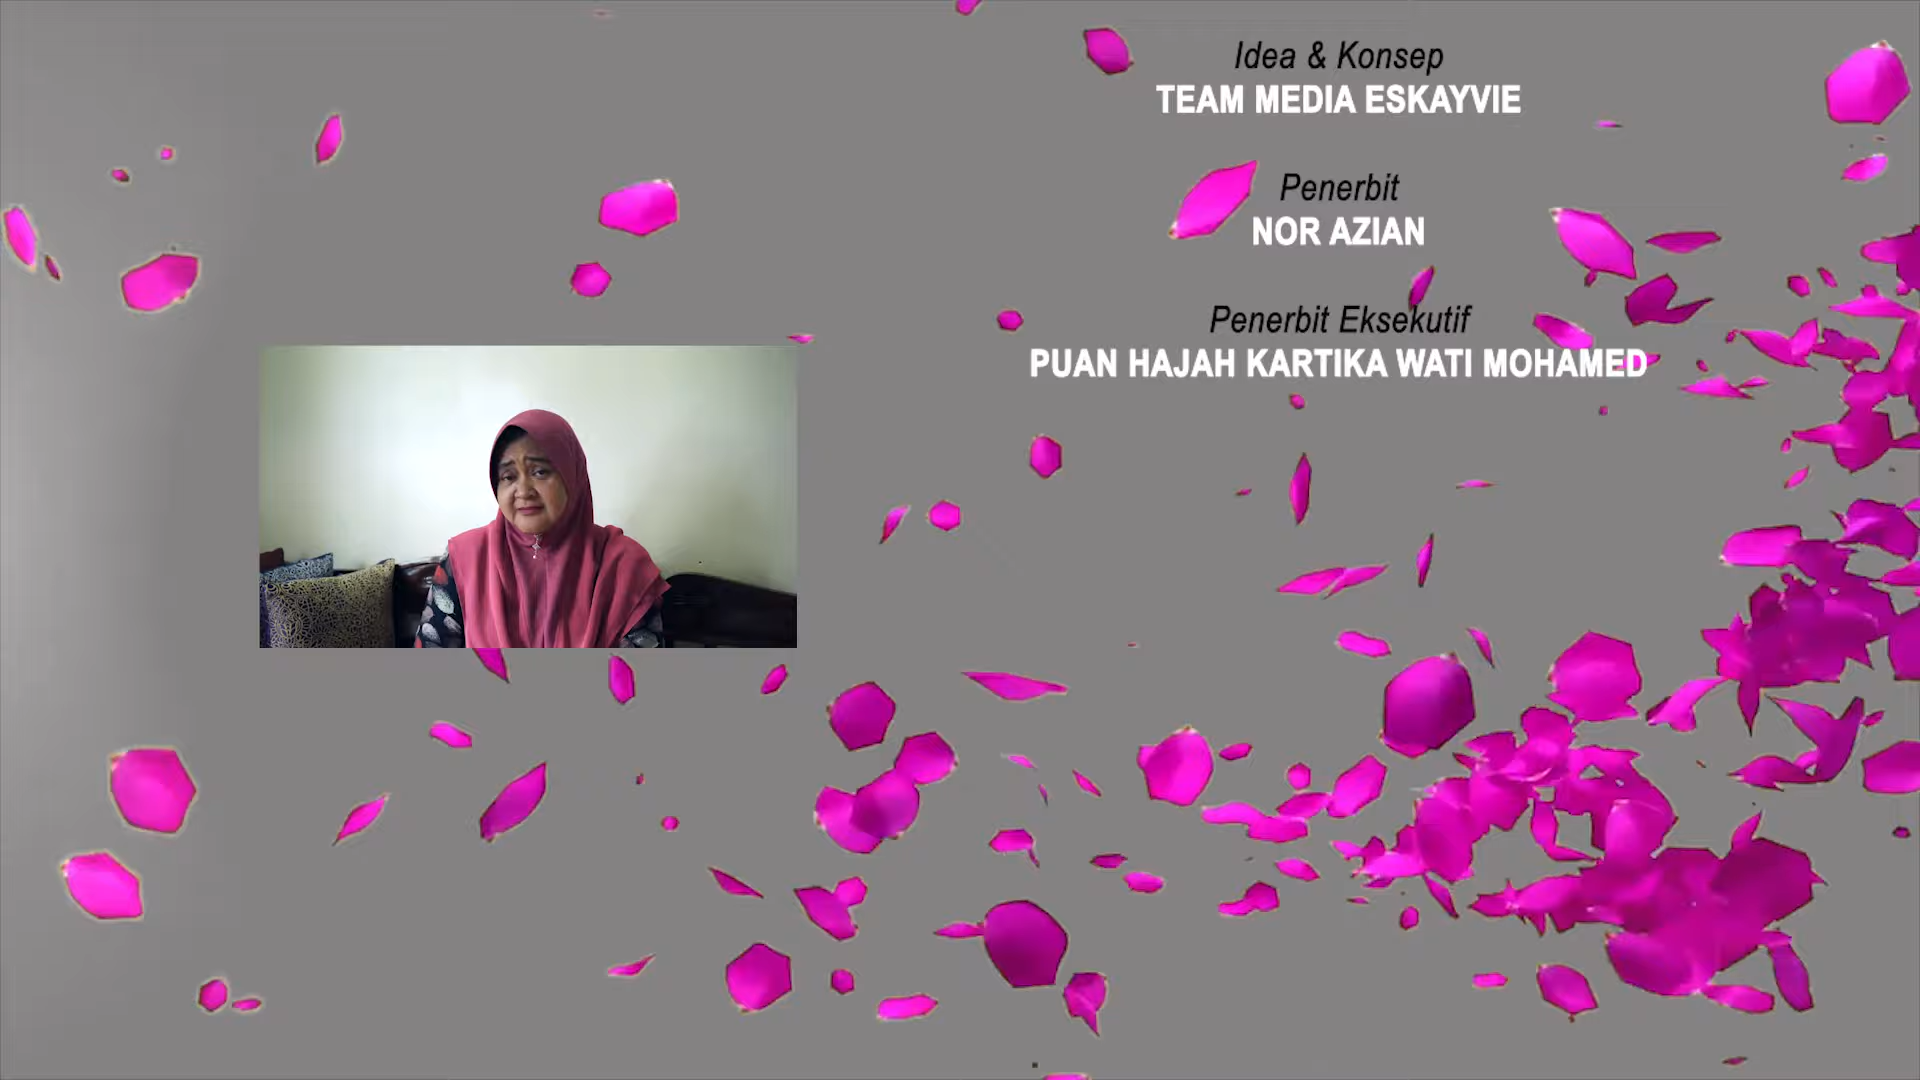 Idea & Konsep
TEAM MEDIA ESKAYVIE
Penerbit
NOR AZIAN
Penerbit Eksekutif
PUAN HAJAH KARTIKA WATI MOHAMED